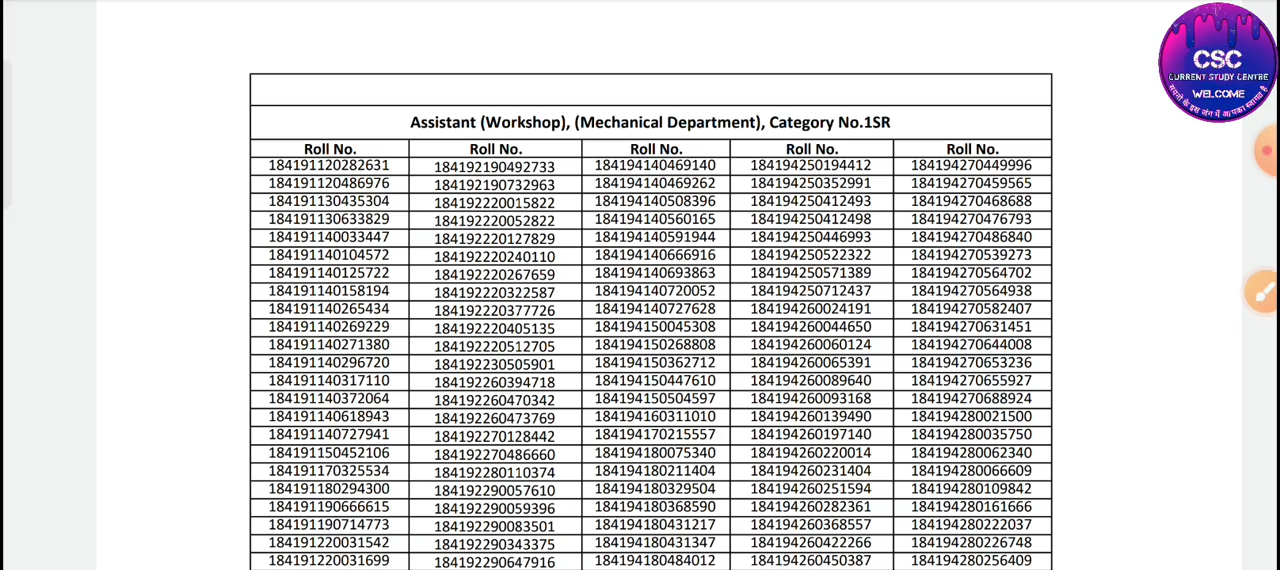 CSC
CURRENT STUDY CENTRE
WELCOME
सपनो के इस जंग में आपका स्वागत है
Assistant (Workshop), (Mechanical Department), Category No.1SR
Roll No. Roll No. Roll No. Roll No. Roll No.
184191120282631 184192190492733 184194140469140 184194250194412 184194270449996
184191120486976 184192190732963 184194140469262 184194250352991 184194270459565
184191130435304 184192220015822 184194140508396 184194250412493 184194270468688
184191130633829 184192220052822 184194140560165 184194250412498 184194270476793
184191140033447 184192220127829 184194140591944 184194250446993 184194270486840
184191140104572 184192220240110 184194140666916 184194250522322 184194270539273
184191140125722 184192220267659 184194140693863 184194250571389 184194270564702
184191140158194 184192220322587 184194140720052 184194250712437 184194270564938
184191140265434 184192220377726 184194140727628 184194260024191 184194270582407
184191140269229 184192220405135 184194150045308 184194260044650 184194270631451
184191140271380 184192220512705 184194150268808 184194260060124 184194270644008
184191140296720 184192230505901 184194150362712 184194260065391 184194270653236
184191140317110 184192260394718 184194150447610 184194260089640 184194270655927
184191140372064 184192260470342 184194150504597 184194260093168 184194270688924
184191140618943 184192260473769 184194160311010 184194260139490 184194280021500
184191140727941 184192270128442 184194170215557 184194260197140 184194280035750
184191150452106 184192270486660 184194180075340 184194260220014 184194280062340
184191170325534 184192280110374 184194180211404 184194260231404 184194280066609
184191180294300 184192290057610 184194180329504 184194260251594 184194280109842
184191190666615 184192290059396 184194180368590 184194260282361 184194280161666
184191190714773 184192290083501 184194180431217 184194260368557 184194280222037
184191220031542 184192290343375 184194180431347 184194260422266 184194280226748
184191220031699 184192290647916 184194180484012 184194260450387 184194280256409